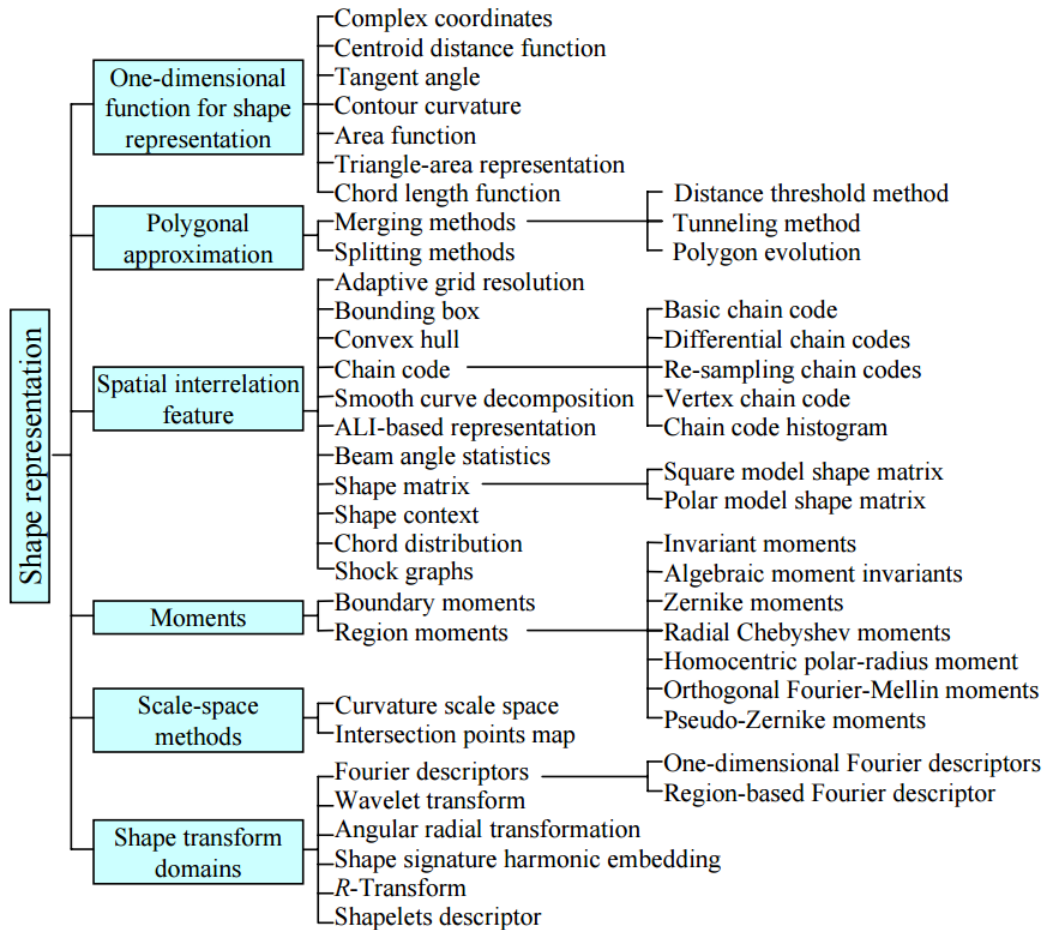 Shape representation
One-dimensional
function for shape
representation
Complex coordinates
Centroid distance function
Tangent angle
Contour curvature
Area function
Triangle-area representation
Chord length function
Polygonal
approximation
Merging methods
Splitting methods
Distance threshold method
Tunneling method
Polygon evolution
Spatial interrelation
feature
Adaptive grid resolution
Bounding box
Convex hull
Chain code
Smooth curve decomposition
ALI-based representation
Beam angle statistics
Shape matrix
Shape context
Chord distribution
Shock graphs
Basic chain code
Differential chain codes
Re-sampling chain codes
Vertex chain code
Chain code histogram
Square model shape matrix
Polar model shape matrix
Moments
Boundary moments
Region moments
Invariant moments
Algebraic moment invariants
Zernike moments
Radial Chebyshev moments
Homocentric polar-radius moment
Orthogonal Fourier-Mellin moments
Pseudo-Zernike moments
Scale-space
methods
Curvature scale space
Intersection points map
Shape transform
domains
Fourier descriptors
Wavelet transform
Angular radial transformation
Shape signature harmonic embedding
R-Transform
Shapelets descriptor
One-dimensional Fourier descriptors
Region-based Fourier descriptor